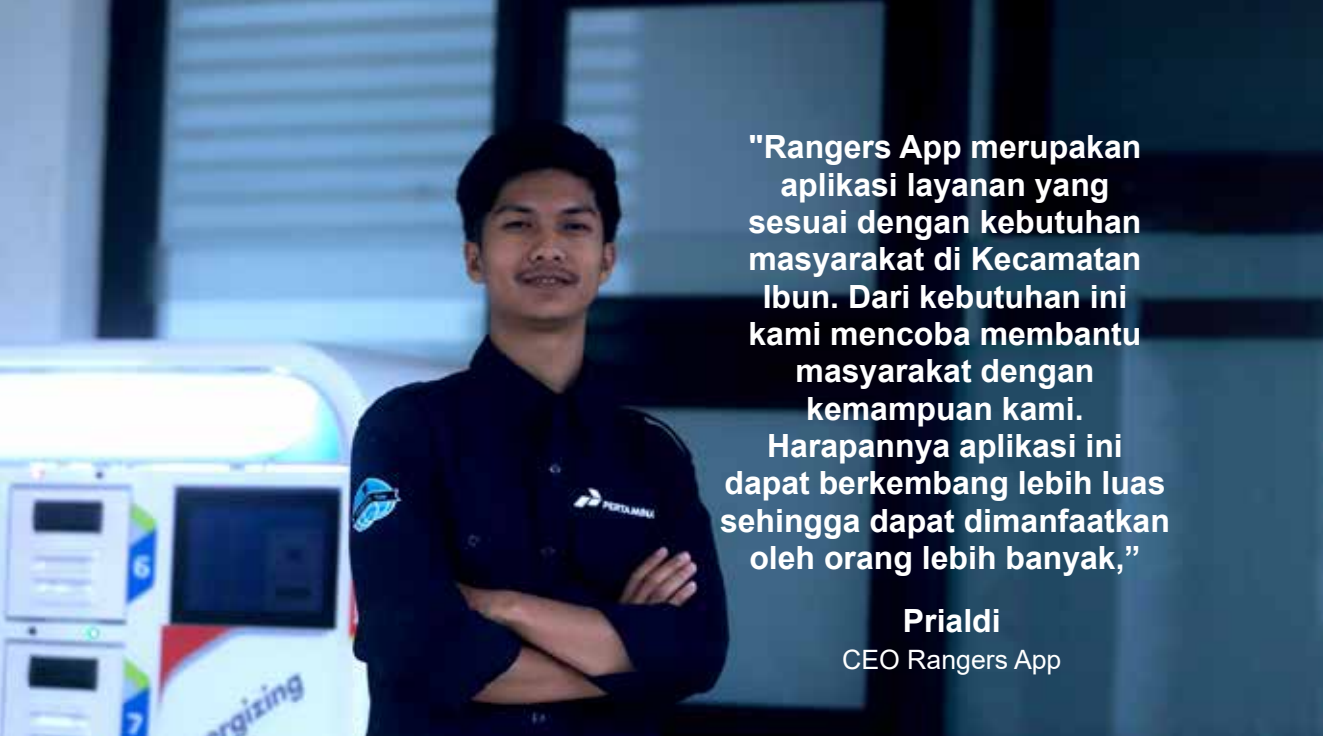 "Rangers App merupakan
aplikasi layanan yang
sesuai dengan kebutuhan
masyarakat di Kecamatan
Ibun. Dari kebutuhan ini
kami mencoba membantu
masyarakat dengan
kemampuan kami.
Harapannya aplikasi ini
dapat berkembang lebih luas
sehingga dapat dimanfaatkan
oleh orang lebih banyak,”
Prialdi
CEO Rangers App
PERTAMINA
6
7
ergizing